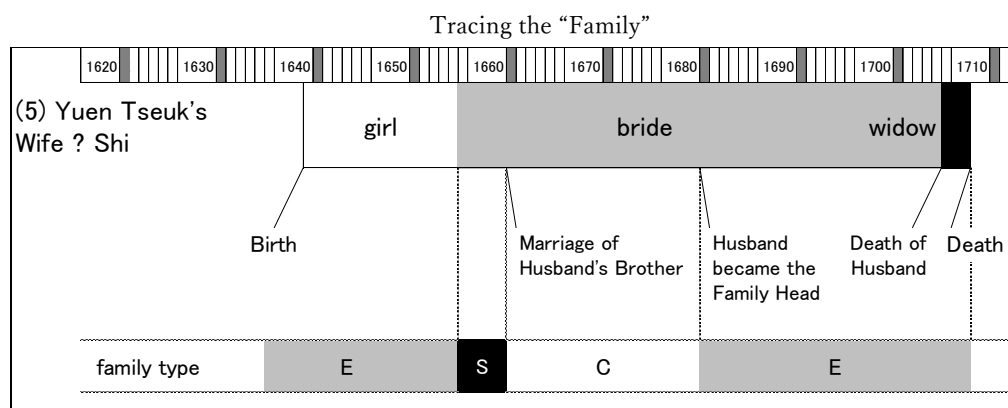 Tracing the “Family”
1620 1630 1640 1650 1660 1670 1680 1690 1700 1710
(5) Yuen Tseuk's
Wife ? Shi
girl bride widow
Birth
Marriage of
Husband's Brother
Husband
became the
Family Head
Death of
Husband
Death
family type E S C E